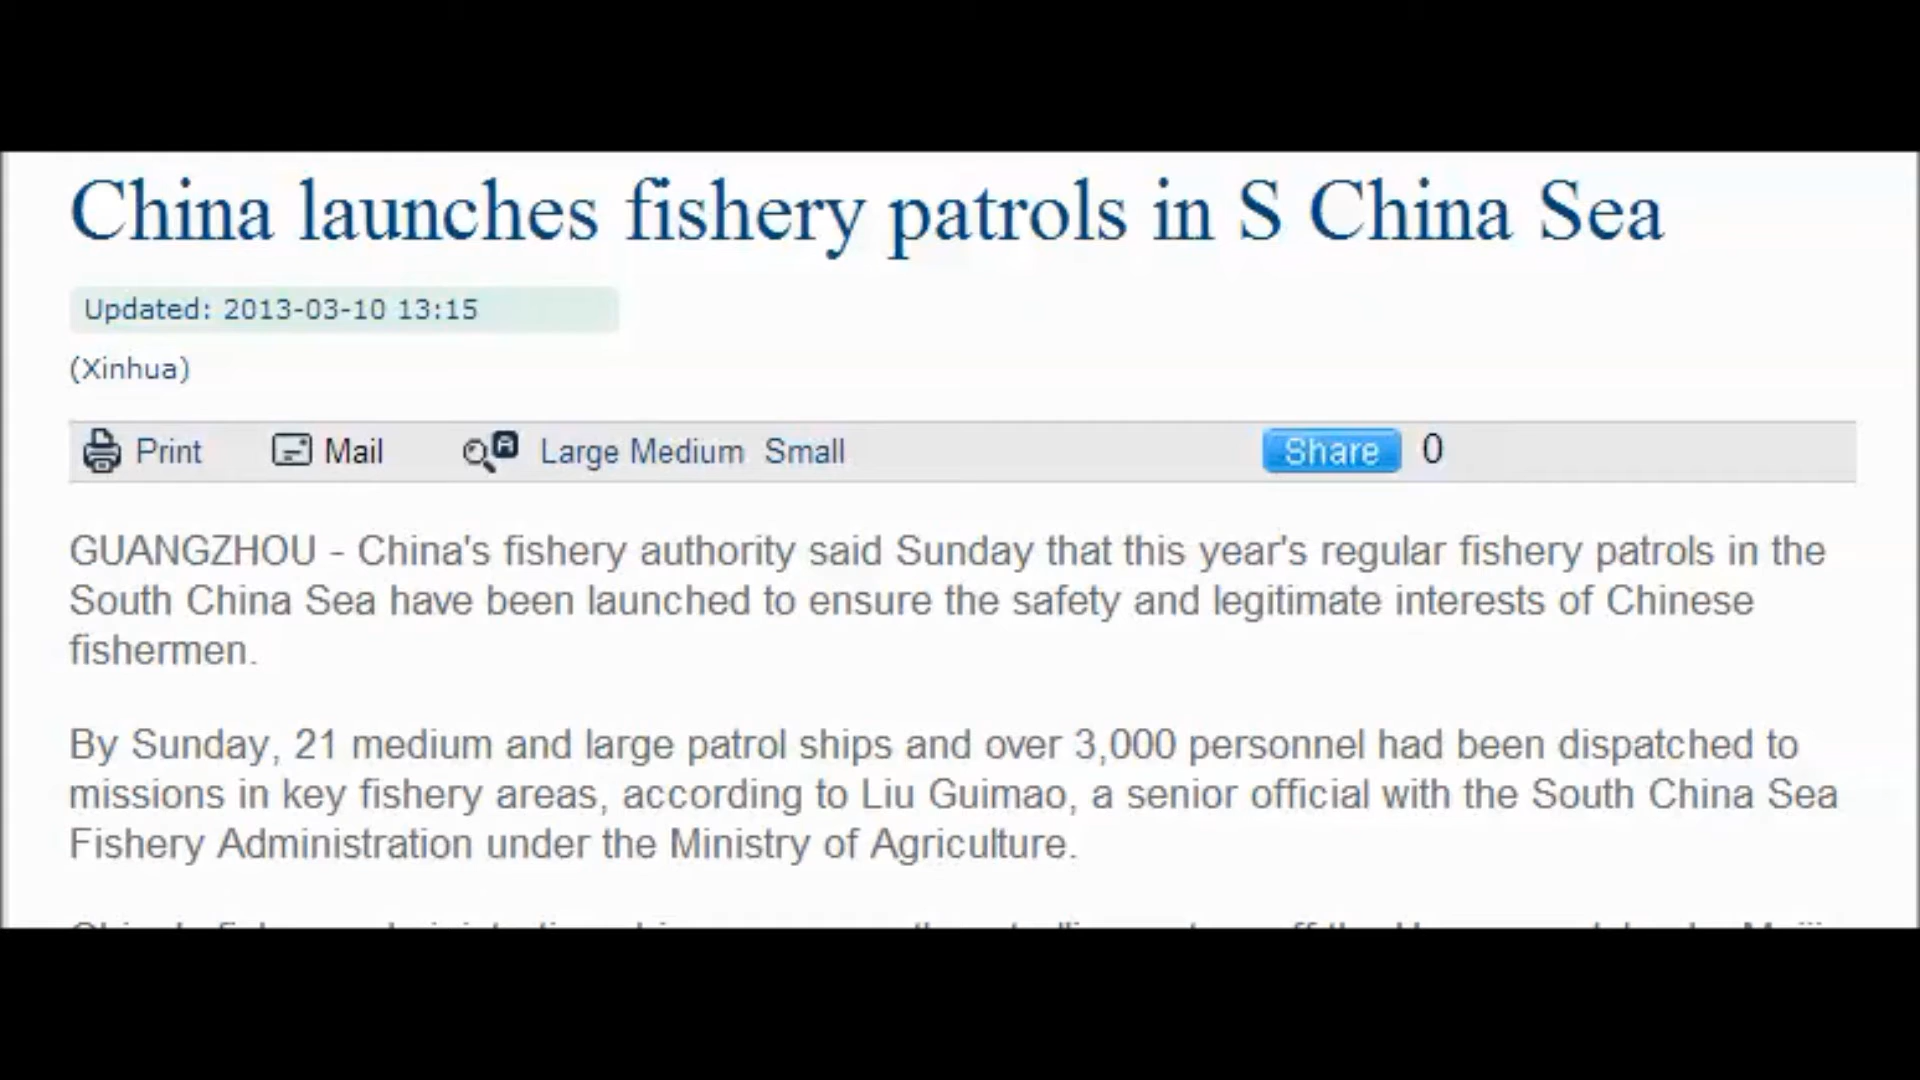 China launches fishery patrols in S China Sea
Updated: 2013-03-10 13:15
(Xinhua)
Print Mail Large Medium Small Share 0
GUANGZHOU - China's fishery authority said Sunday that this year's regular fishery patrols in the
South China Sea have been launched to ensure the safety and legitimate interests of Chinese
fishermen.
By Sunday, 21 medium and large patrol ships and over 3,000 personnel had been dispatched to
missions in key fishery areas, according to Liu Guimao, a senior official with the South China Sea
Fishery Administration under the Ministry of Agriculture.